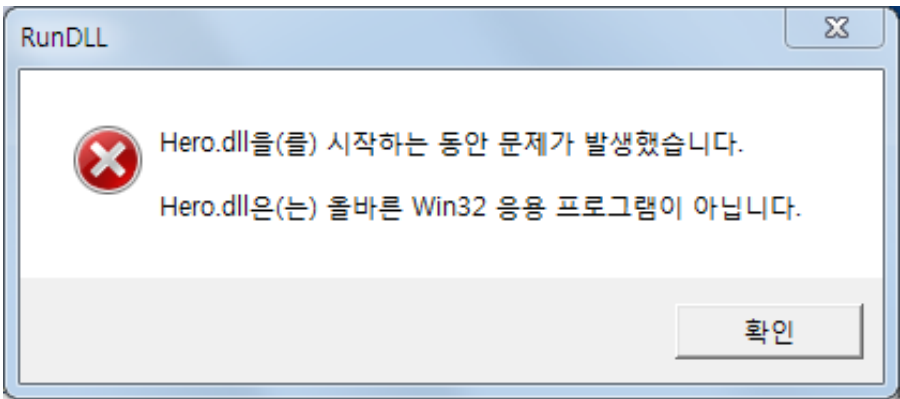 RunDLL
Hero.dll을(를) 시작하는 동안 문제가 발생했습니다.
Hero.dll은(는) 올바른 Win32 응용 프로그램이 아닙니다.
확인